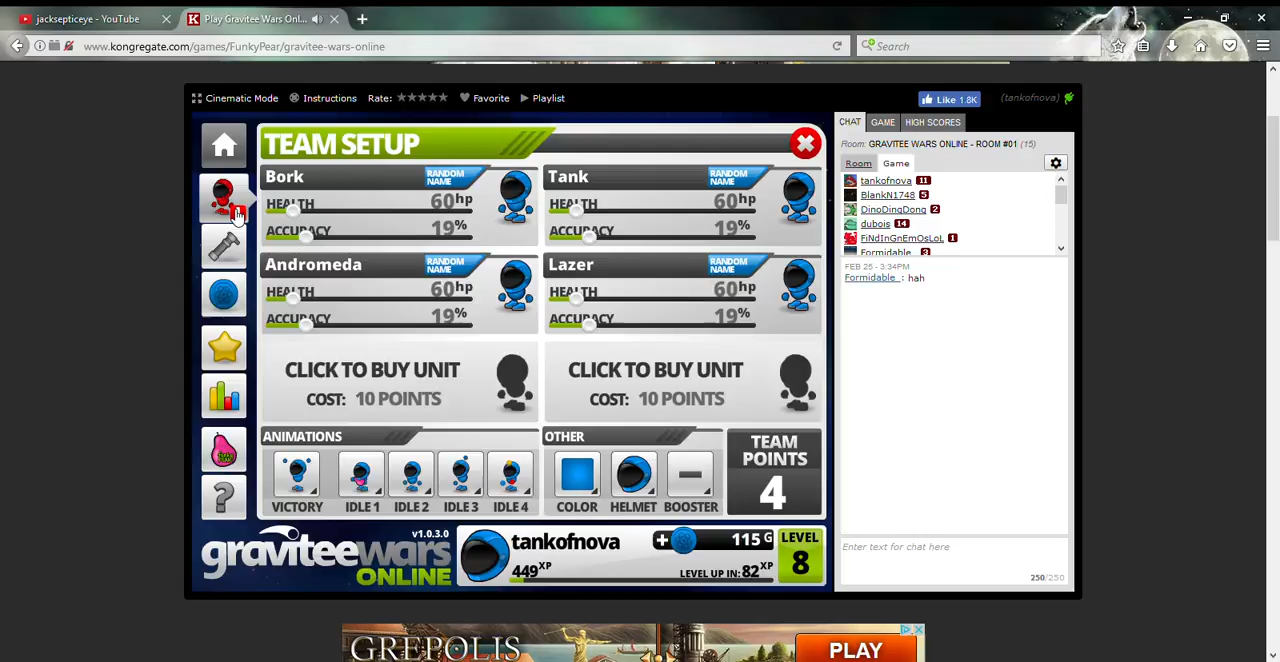 jacksepticeye - YouTube
Play Gravitee Wars Onl...
www.kongregate.com/games/FunkyPear/gravitee-wars-online
Search
Cinematic Mode
Instructions
Rate:
Favorite
Playlist
Like 1.8K
(tankofnova)
TEAM SETUP
Bork
RANDOM NAME
HEALTH 60hp
ACCURACY 19%
Tank
RANDOM NAME
HEALTH 60hp
ACCURACY 19%
Andromeda
RANDOM NAME
HEALTH 60hp
ACCURACY 19%
Lazer
RANDOM NAME
HEALTH 60hp
ACCURACY 19%
CLICK TO BUY UNIT
COST: 10 POINTS
CLICK TO BUY UNIT
COST: 10 POINTS
ANIMATIONS
VICTORY IDLE 1 IDLE 2 IDLE 3 IDLE 4
OTHER
COLOR HELMET BOOSTER
TEAM
POINTS
4
v1.0.3.0
graviteewars
ONLINE
tankofnova
115 G
449XP
LEVEL UP IN: 82XP
LEVEL
8
CHAT GAME HIGH SCORES
Room: GRAVITEE WARS ONLINE - ROOM #01 (15)
Room Game
tankofnova 11
BlankN1748 5
DinoDingDong 2
dubois 14
FiNdInGnEmOsLoL 1
Formidable 3
FEB 25 - 3:34PM
Formidable : hah
Enter text for chat here
250/250
GREPOLIS
PLAY